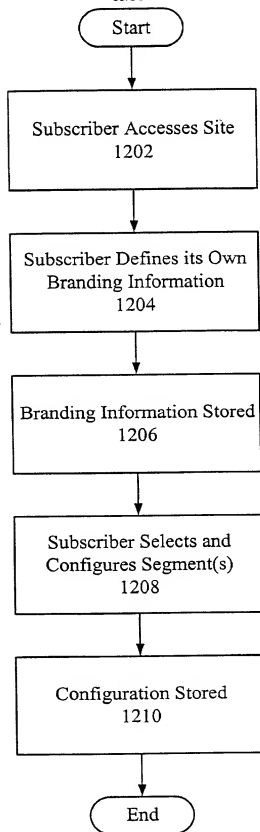 Start
Subscriber Accesses Site
1202
Subscriber Defines its Own
Branding Information
1204
Branding Information Stored
1206
Subscriber Selects and
Configures Segment(s)
1208
Configuration Stored
1210
End